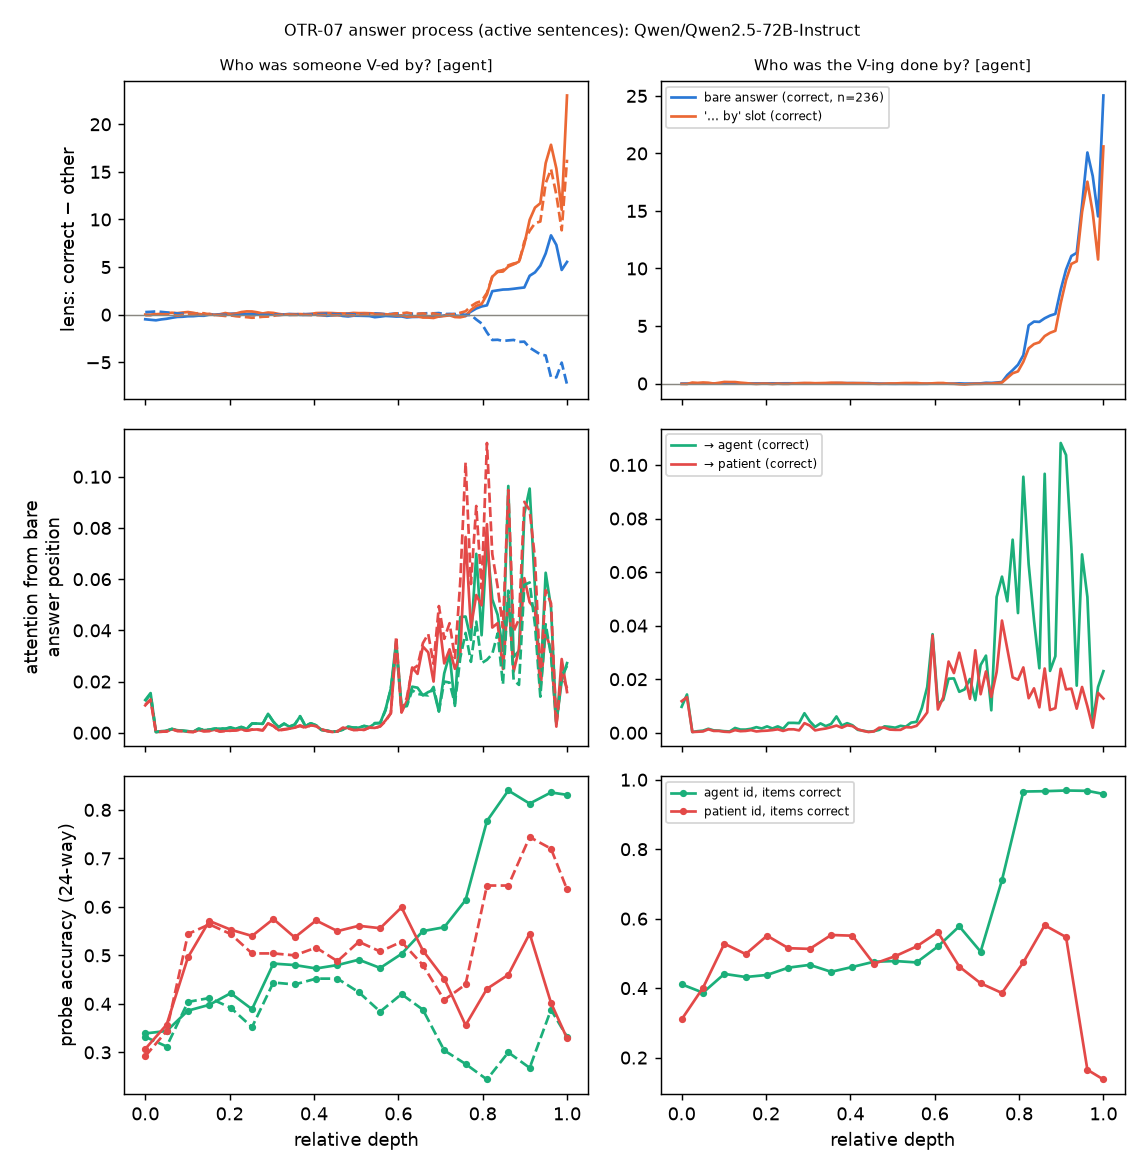 OTR-07 answer process (active sentences): Qwen/Qwen2.5-72B-Instruct
Who was someone V-ed by? [agent]
Who was the V-ing done by? [agent]
lens: correct − other
20
15
10
5
0
−5
25
20
15
10
5
0
bare answer (correct, n=236)
'... by' slot (correct)
attention from bare
answer position
0.10
0.08
0.06
0.04
0.02
0.00
0.10
0.08
0.06
0.04
0.02
0.00
→ agent (correct)
→ patient (correct)
probe accuracy (24-way)
0.8
0.7
0.6
0.5
0.4
0.3
1.0
0.8
0.6
0.4
0.2
agent id, items correct
patient id, items correct
0.0 0.2 0.4 0.6 0.8 1.0
0.0 0.2 0.4 0.6 0.8 1.0
relative depth
relative depth